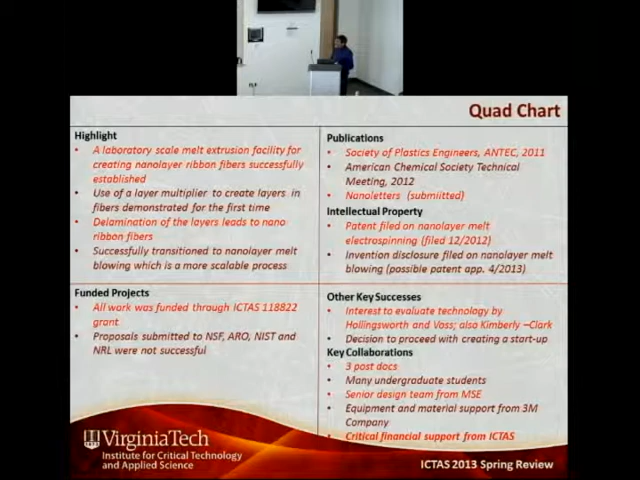 Quad Chart
Highlight
• A laboratory scale melt extrusion facility for
creating nanolayer ribbon fibers successfully
established
• Use of a layer multiplier to create layers in
fibers demonstrated for the first time
• Delamination of the layers leads to nano
ribbon fibers
• Successfully transitioned to nanolayer melt
blowing which is a more scalable process
Publications
• Society of Plastics Engineers, ANTEC, 2011
• American Chemical Society Technical
Meeting, 2012
• Nanoletters (submiitted)
Intellectual Property
• Patent filed on nanolayer melt
electrospinning (filed 12/2012)
• Invention disclosure filed on nanolayer melt
blowing (possible patent app. 4/2013)
Funded Projects
• All work was funded through ICTAS 118822
grant
• Proposals submitted to NSF, ARO, NIST and
NRL were not successful
Other Key Successes
• Interest to evaluate technology by
Hollingsworth and Voss; also Kimberly –Clark
• Decision to proceed with creating a start-up
Key Collaborations
• 3 post docs
• Many undergraduate students
• Senior design team from MSE
• Equipment and material support from 3M
Company
• Critical financial support from ICTAS
VirginiaTech
Institute for Critical Technology
and Applied Science
ICTAS 2013 Spring Review